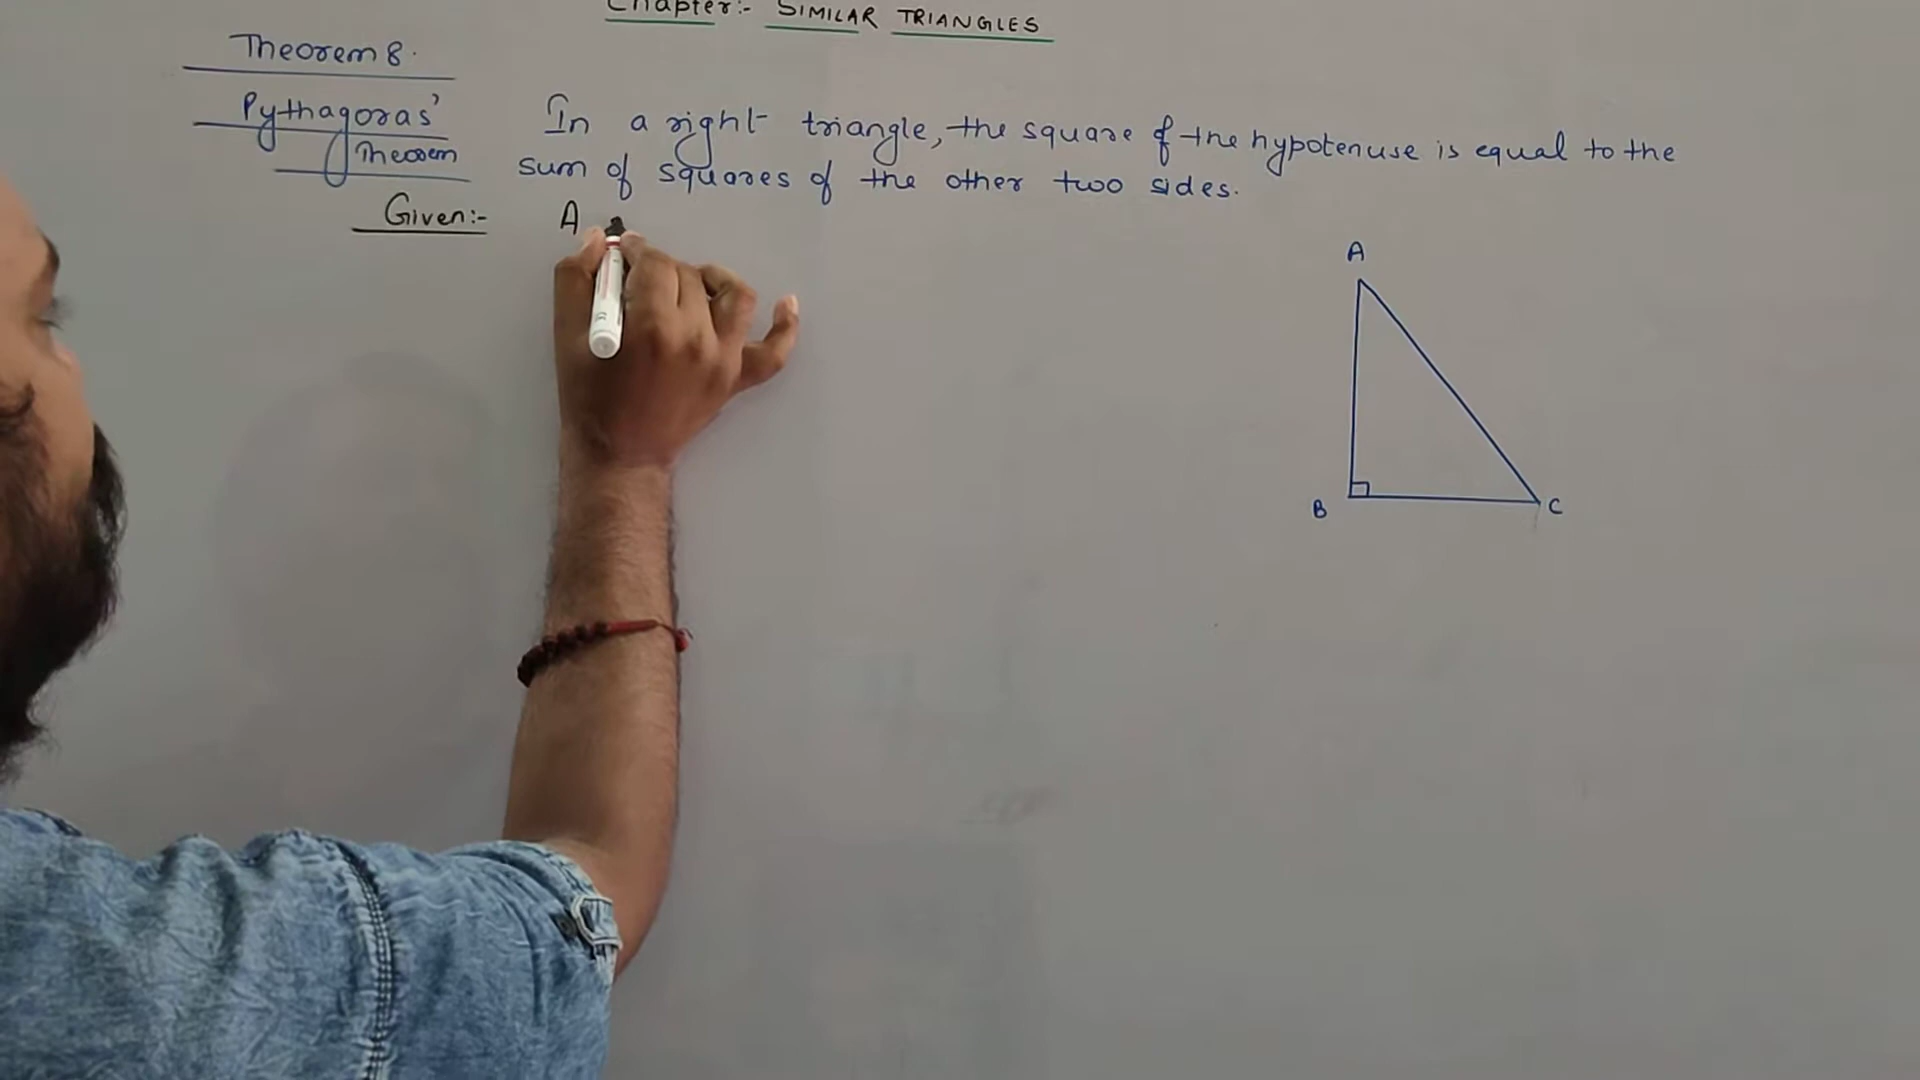 Chapter:- SIMILAR TRIANGLES
Theorem 8.
Pythagoras'
Theorem
In a right triangle, the square of the hypotenuse is equal to the
sum of squares of the other two sides.
Given:- A
A
B
C